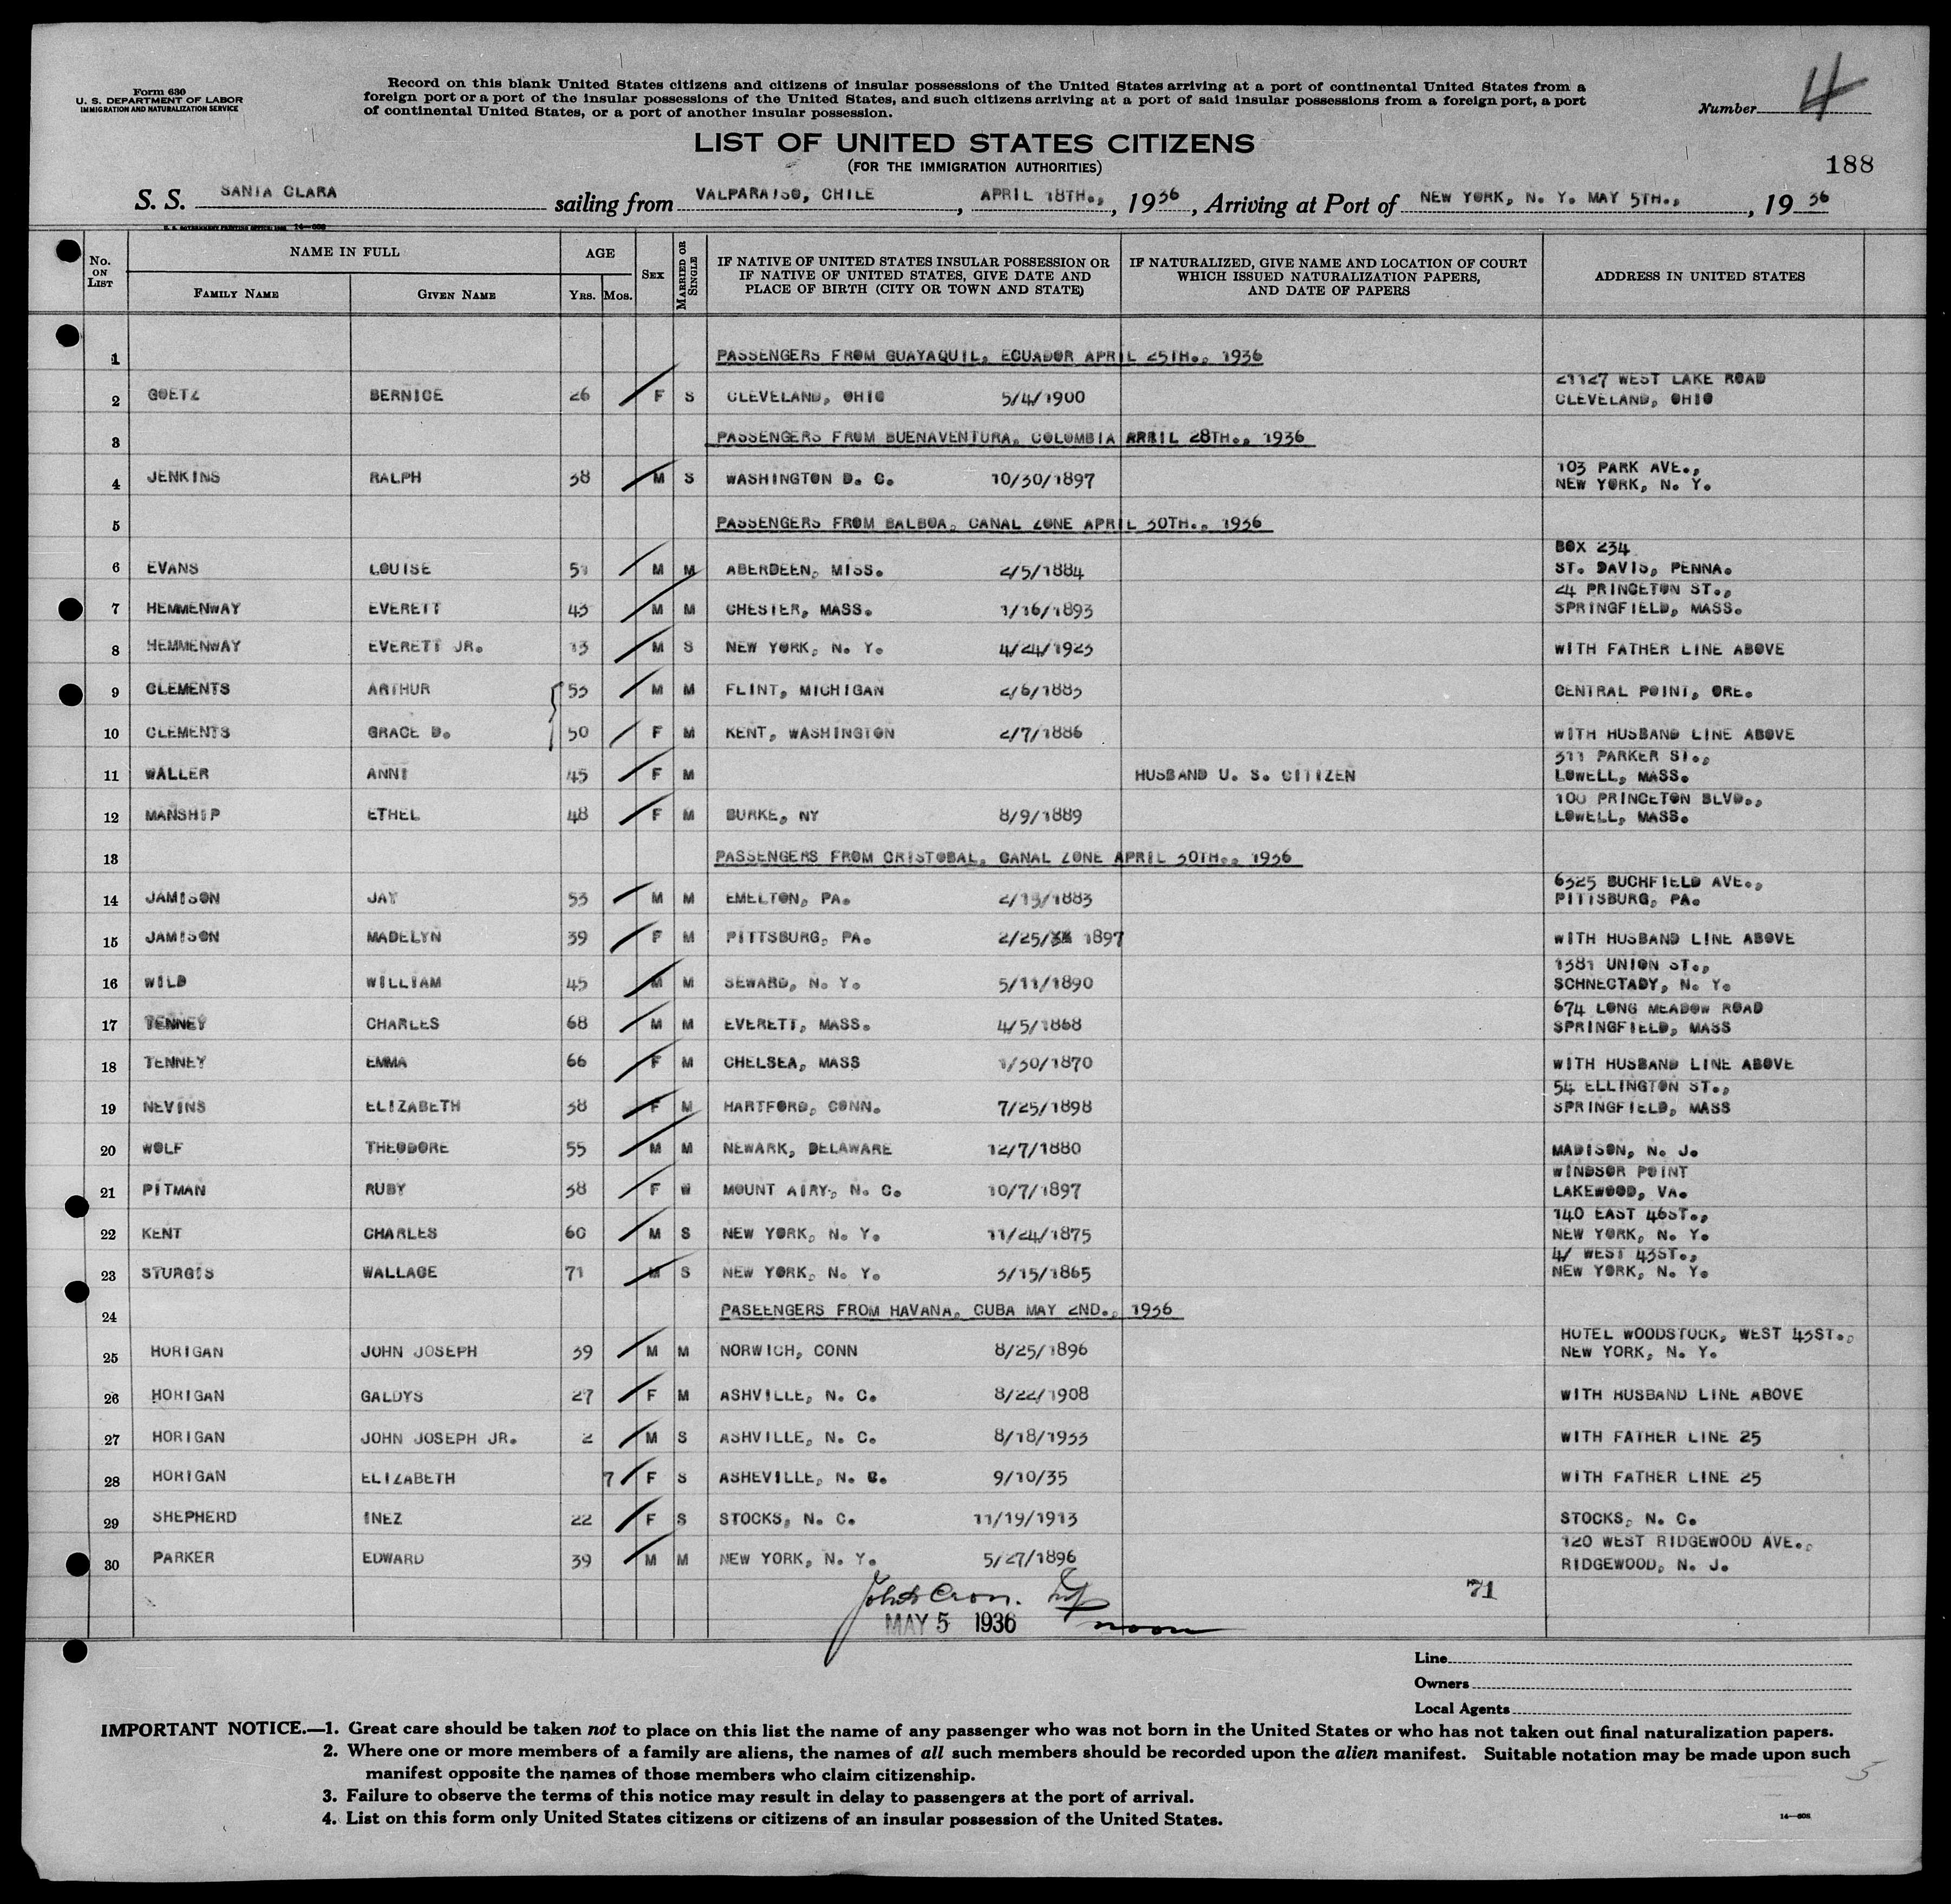 Form 630
U. S. DEPARTMENT OF LABOR
IMMIGRATION AND NATURALIZATION SERVICE
Record on this blank United States citizens and citizens of insular possessions of the United States arriving at a port of continental United States from a
foreign port or a port of the insular possessions of the United States, and such citizens arriving at a port of said insular possessions from a foreign port, a port
of continental United States, or a port of another insular possession.
Number 4
LIST OF UNITED STATES CITIZENS
(FOR THE IMMIGRATION AUTHORITIES)
188
S. S. SANTA CLARA sailing from VALPARAISO, CHILE, APRIL 18TH., 1936, Arriving at Port of NEW YORK, N. Y. MAY 5TH., 1936
No. ON LIST
NAME IN FULL
FAMILY NAME GIVEN NAME
AGE
YRS. MOS.
SEX
MARRIED OR SINGLE
IF NATIVE OF UNITED STATES INSULAR POSSESSION OR
IF NATIVE OF UNITED STATES, GIVE DATE AND
PLACE OF BIRTH (CITY OR TOWN AND STATE)
IF NATURALIZED, GIVE NAME AND LOCATION OF COURT
WHICH ISSUED NATURALIZATION PAPERS,
AND DATE OF PAPERS
ADDRESS IN UNITED STATES
1 PASSENGERS FROM GUAYAQUIL, ECUADOR APRIL 25TH., 1936
2 GOETZ BERNICE 26 F S CLEVELAND, OHIO 5/4/1900 21127 WEST LAKE ROAD
CLEVELAND, OHIO
3 PASSENGERS FROM BUENAVENTURA, COLOMBIA APRIL 28TH., 1936
4 JENKINS RALPH 38 M S WASHINGTON D. C. 10/30/1897 103 PARK AVE.,
NEW YORK, N. Y.
5 PASSENGERS FROM BALBOA, CANAL ZONE APRIL 30TH., 1936
6 EVANS LOUISE 51 M M ABERDEEN, MISS. 2/5/1884 BOX 234
ST. DAVIS, PENNA.
7 HEMMENWAY EVERETT 43 M M CHESTER, MASS. 1/16/1893 24 PRINCETON ST.,
SPRINGFIELD, MASS.
8 HEMMENWAY EVERETT JR. 13 M S NEW YORK, N. Y. 4/24/1923 WITH FATHER LINE ABOVE
9 CLEMENTS ARTHUR 53 M M FLINT, MICHIGAN 2/6/1883 CENTRAL POINT, ORE.
10 CLEMENTS GRACE D. 50 F M KENT, WASHINGTON 2/7/1886 WITH HUSBAND LINE ABOVE
11 WALLER ANNI 45 F M HUSBAND U. S. CITIZEN 311 PARKER ST.,
LOWELL, MASS.
12 MANSHIP ETHEL 48 F M BURKE, NY 8/9/1889 100 PRINCETON BLVD.,
LOWELL, MASS.
13 PASSENGERS FROM CRISTOBAL, CANAL ZONE APRIL 30TH., 1936
14 JAMISON JAY 53 M M EMELTON, PA. 2/13/1883 6325 BUCHFIELD AVE.,
PITTSBURG, PA.
15 JAMISON MADELYN 39 F M PITTSBURG, PA. 2/25/ 1897 WITH HUSBAND LINE ABOVE
16 WILD WILLIAM 45 M M SEWARD, N. Y. 5/11/1890 1381 UNION ST.,
SCHNECTADY, N. Y.
17 TENNEY CHARLES 68 M M EVERETT, MASS. 4/5/1868 674 LONG MEADOW ROAD
SPRINGFIELD, MASS
18 TENNEY EMMA 66 F M CHELSEA, MASS 1/30/1870 WITH HUSBAND LINE ABOVE
19 NEVINS ELIZABETH 38 F M HARTFORD, CONN. 7/25/1898 54 ELLINGTON ST.,
SPRINGFIELD, MASS
20 WOLF THEODORE 55 M M NEWARK, DELAWARE 12/7/1880 MADISON, N. J.
21 PITMAN RUBY 38 F W MOUNT AIRY, N. C. 10/7/1897 WINDSOR POINT
LAKEWOOD, VA.
22 KENT CHARLES 60 M S NEW YORK, N. Y. 11/24/1875 140 EAST 46ST.,
NEW YORK, N. Y.
23 STURGIS WALLACE 71 M S NEW YORK, N. Y. 3/15/1865 47 WEST 43ST.,
NEW YORK, N. Y.
24 PASEENGERS FROM HAVANA, CUBA MAY 2ND., 1936
25 HORIGAN JOHN JOSEPH 39 M M NORWICH, CONN 8/25/1896 HOTEL WOODSTOCK, WEST 43ST.,
NEW YORK, N. Y.
26 HORIGAN GALDYS 27 F M ASHVILLE, N. C. 8/22/1908 WITH HUSBAND LINE ABOVE
27 HORIGAN JOHN JOSEPH JR. 2 M S ASHVILLE, N. C. 8/18/1933 WITH FATHER LINE 25
28 HORIGAN ELIZABETH 7 F S ASHEVILLE, N. C. 9/10/35 WITH FATHER LINE 25
29 SHEPHERD INEZ 22 F S STOCKS, N. C. 11/19/1913 STOCKS, N. C.
30 PARKER EDWARD 39 M M NEW YORK, N. Y. 5/27/1896 120 WEST RIDGEWOOD AVE.,
RIDGEWOOD, N. J.
71
MAY 5 1936 noon
Line
Owners
Local Agents
IMPORTANT NOTICE.—1. Great care should be taken not to place on this list the name of any passenger who was not born in the United States or who has not taken out final naturalization papers.
2. Where one or more members of a family are aliens, the names of all such members should be recorded upon the alien manifest. Suitable notation may be made upon such
manifest opposite the names of those members who claim citizenship.
3. Failure to observe the terms of this notice may result in delay to passengers at the port of arrival.
4. List on this form only United States citizens or citizens of an insular possession of the United States.